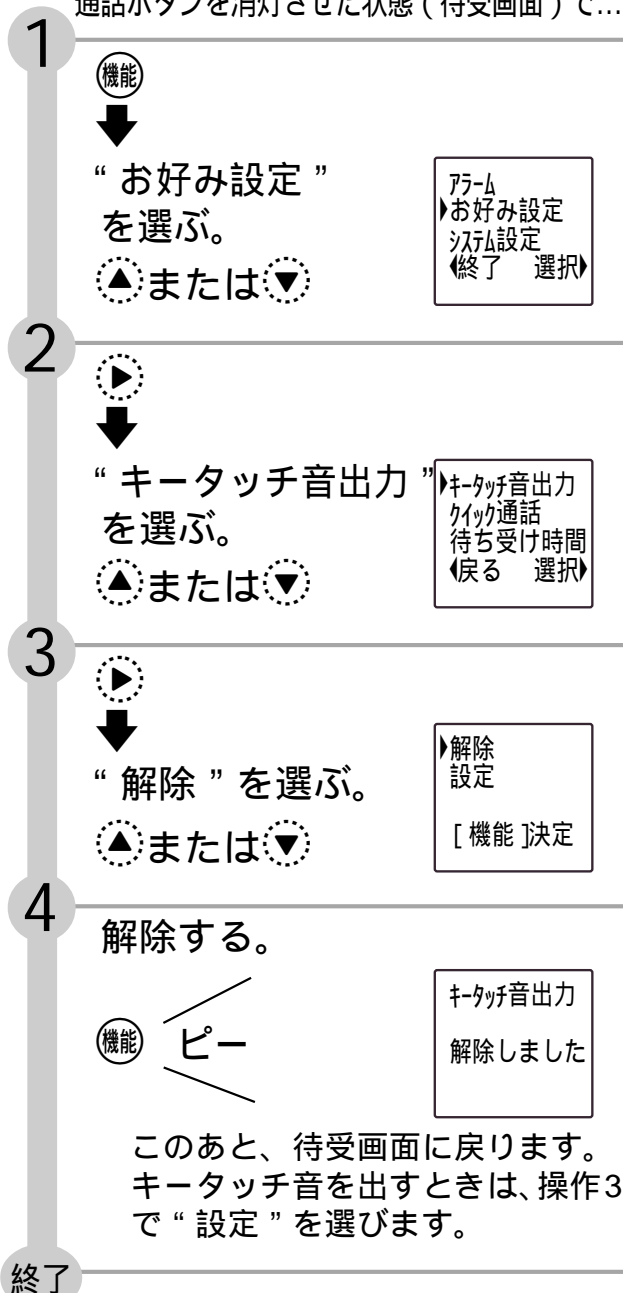 通話ボタンを消灯させた状態(待受画面)で…
1
機能
“お好み設定”
を選ぶ。
▲または▼
ｱﾗｰﾑ
お好み設定
ｼｽﾃﾑ設定
終了 選択
2
“キータッチ音出力”
を選ぶ。
▲または▼
ｷｰﾀｯﾁ音出力
ｸｲｯｸ通話
待ち受け時間
戻る 選択
3
“解除”を選ぶ。
▲または▼
解除
設定
[機能]決定
4
解除する。
機能 ピー
ｷｰﾀｯﾁ音出力
解除しました
このあと、待受画面に戻ります。
キータッチ音を出すときは、操作3
で“設定”を選びます。
終了